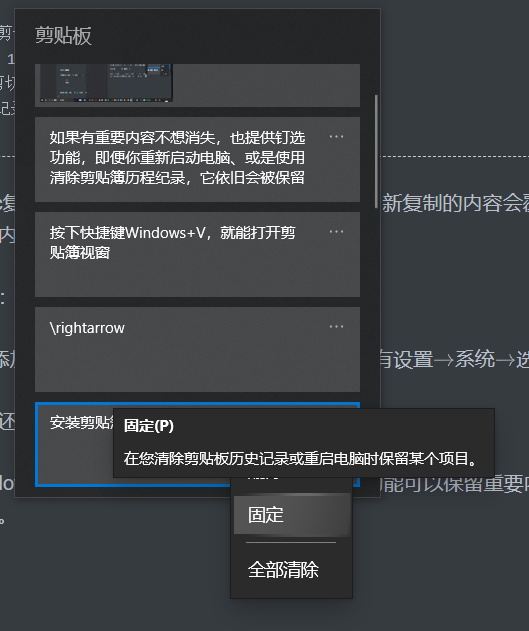 剪贴板
如果有重要内容不想消失，也提供钉选
功能，即便你重新启动电脑、或是使用
清除剪贴簿历程纪录，它依旧会被保留
新复制的内容会
按下快捷键Windows+V，就能打开剪
贴簿视窗
\rightarrow
有设置→系统→选
安装剪贴
固定(P)
在您清除剪贴板历史记录或重启电脑时保留某个项目。
能可以保留重要
固定
全部清除